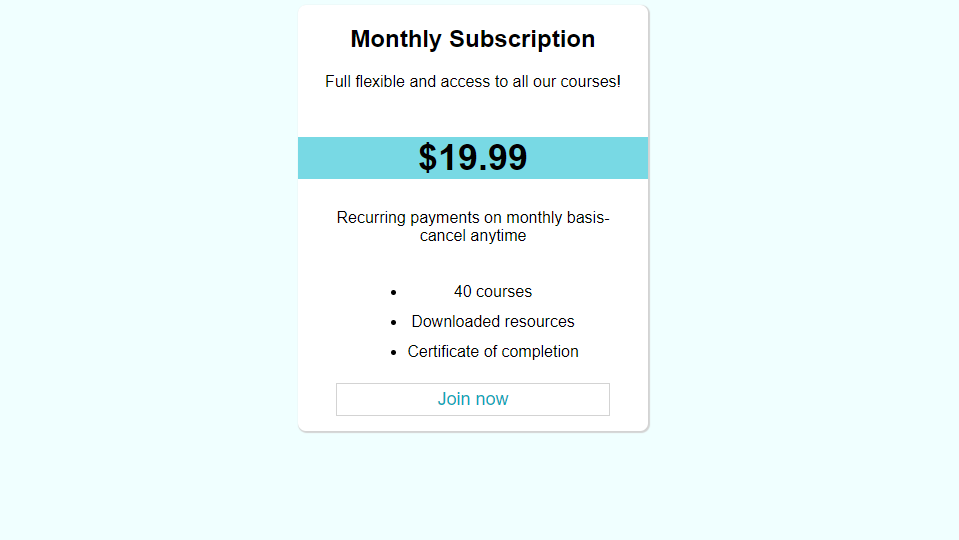 Monthly Subscription
Full flexible and access to all our courses!
$19.99
Recurring payments on monthly basis-
cancel anytime
• 40 courses
• Downloaded resources
• Certificate of completion
Join now